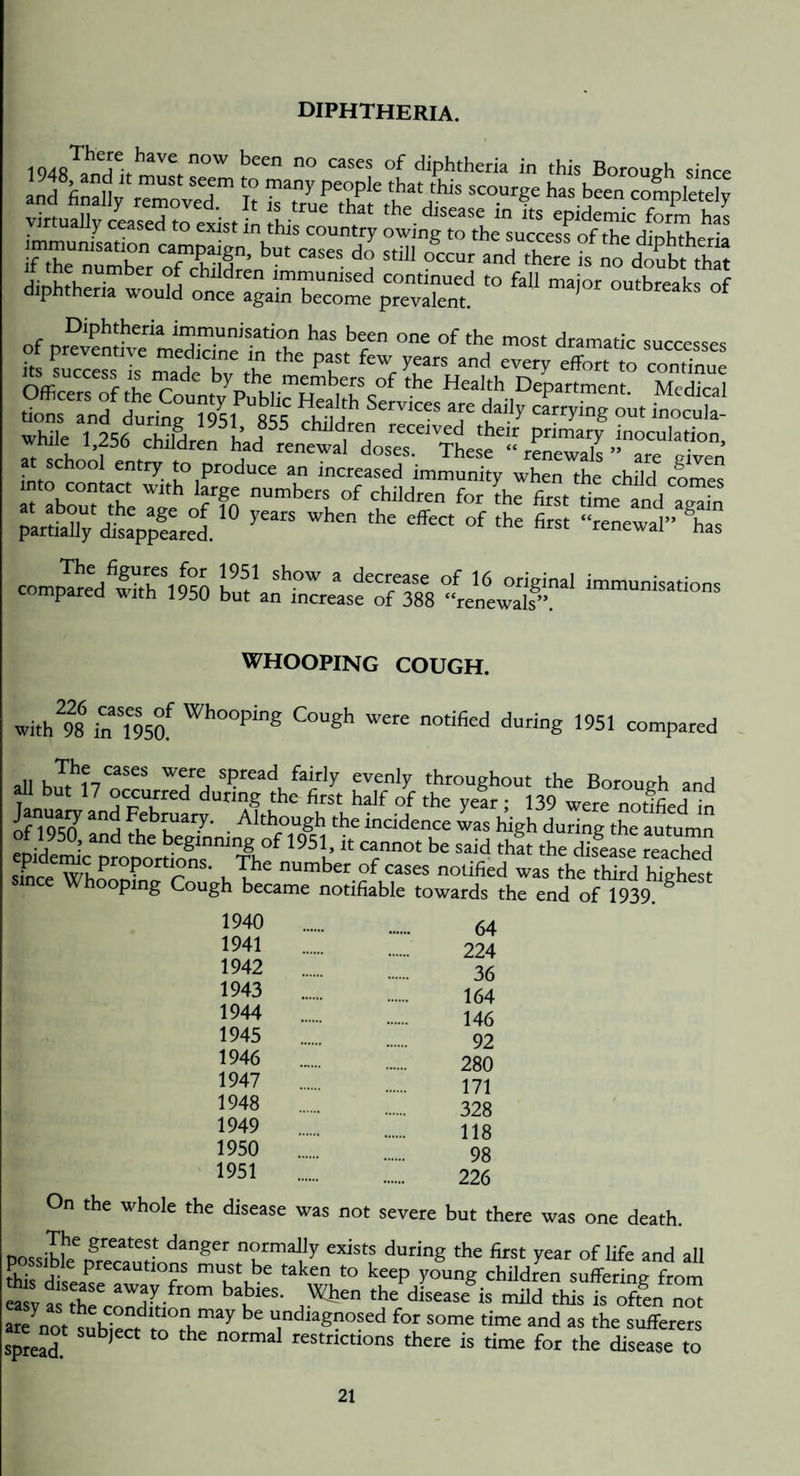 DIPHTHERIA.
There have now been no cases of diphtheria in this Borough since
1948, and it must seem to many people that this scourge has been completely
and finally removed. It is true that the disease in its epidemic form has
virtually ceased to exist in this country owing to the success of the diphtheria
immunisation campaign, but cases do still occur and there is no doubt that
if the number of children immunised continued to fall major outbreaks of
diphtheria would once again become prevalent.
Diphtheria immunisation has been one of the most dramatic successes
of preventive medicine in the past few years and every effort to continue
its success is made by the members of the Health Department. Medical
Officers of the County Public Health Services are daily carrying out inocula-
tions and during 1951, 855 children received their primary inoculation,
while 1,256 children had renewal doses. These “ renewals ” are given
at school entry to produce an increased immunity when the child comes
into contact with large numbers of children for the first time and again
at about the age of 10 years when the effect of the first “renewal” has
partially disappeared.
The figures for 1951 show a decrease of 16 original immunisations
compared with 1950 but an increase of 388 “renewals”.
WHOOPING COUGH.
226 cases of Whooping Cough were notified during 1951 compared
with 98 in 1950.
The cases were spread fairly evenly throughout the Borough and
all but 17 occurred during the first half of the year ; 139 were notified in
January and February. Although the incidence was high during the autumn
of 1950, and the beginning of 1951, it cannot be said that the disease reached
epidemic proportions. The number of cases notified was the third highest
since Whooping Cough became notifiable towards the end of 1939.
1940 ...... ...... 64
1941 ...... ...... 224
1942 ...... ...... 36
1943 ...... ...... 164
1944 ...... ...... 146
1945 ...... ...... 92
1946 ...... ...... 280
1947 ...... ...... 171
1948 ...... ...... 328
1949 ...... ...... 118
1950 ...... ...... 98
1951 ...... ...... 226
On the whole the disease was not severe but there was one death.
The greatest danger normally exists during the first year of life and all
possible precautions must be taken to keep young children suffering from
this disease away from babies. When the disease is mild this is often not
easy as the condition may be undiagnosed for some time and as the sufferers
are not subject to the normal restrictions there is time for the disease to
spread.
21